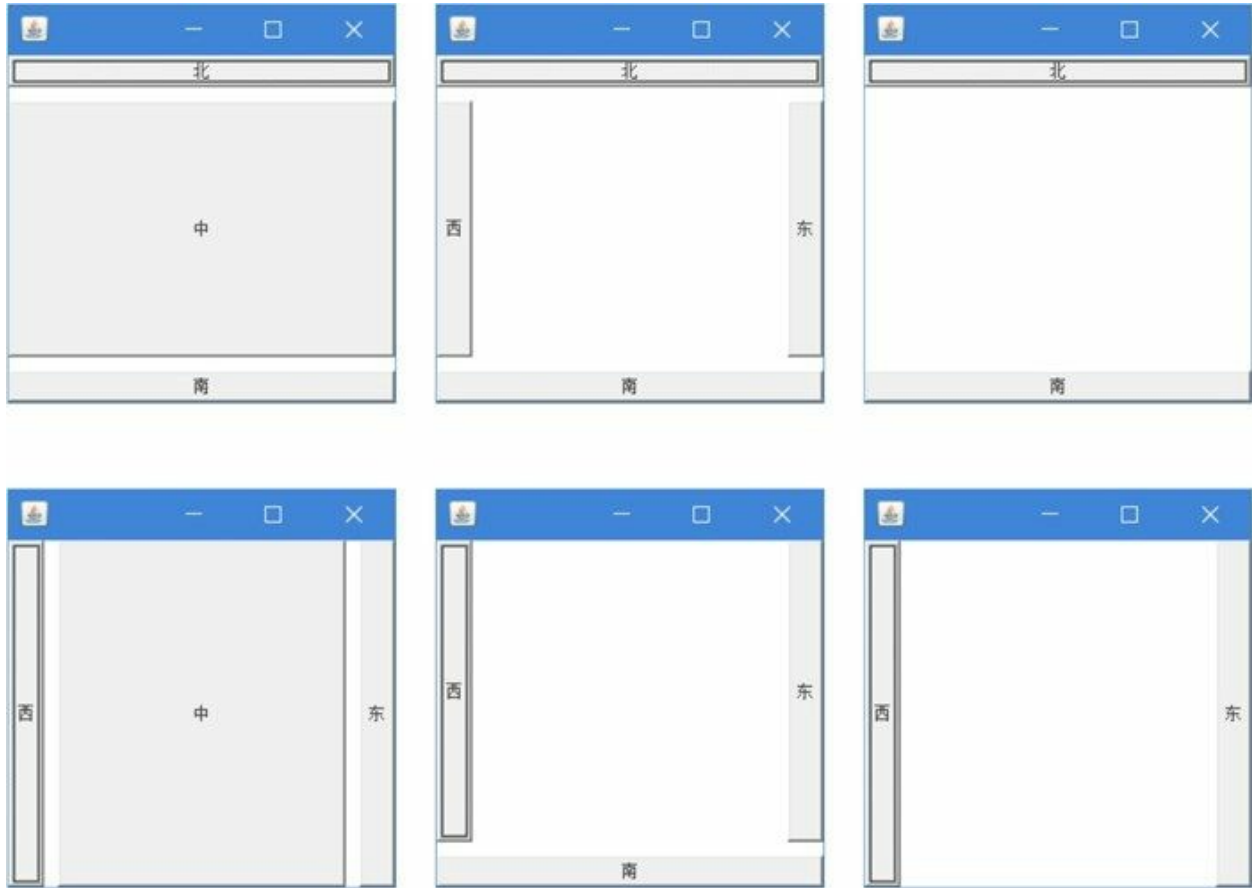 北 北 北
中 西 东
南 南 南
西 中 东 西 东 西 东
南